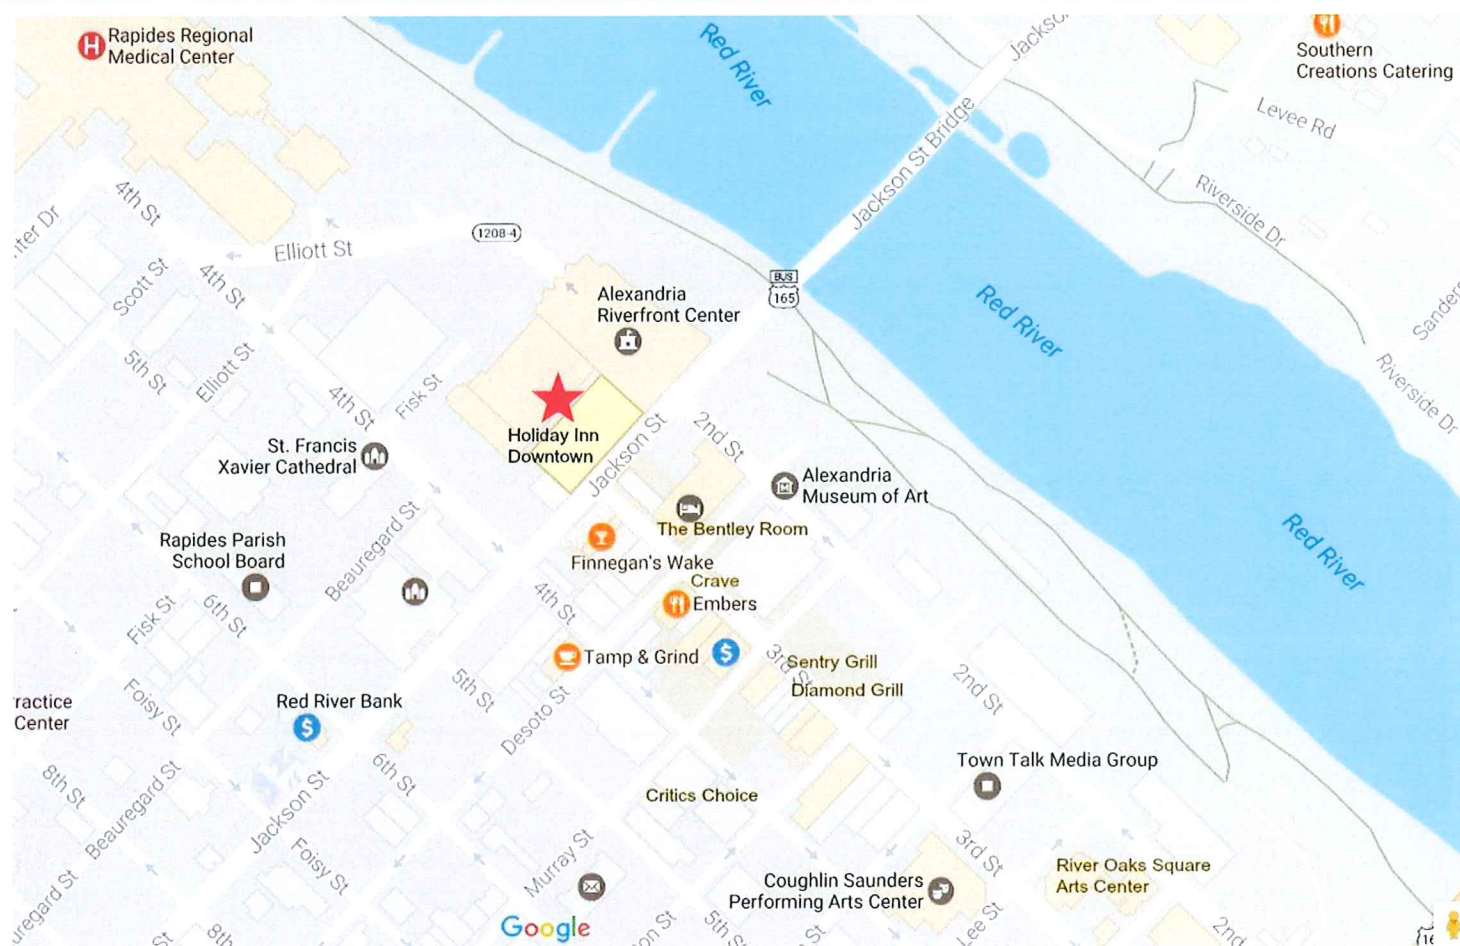 Rapides Regional
Medical Center
Red River
Jackson St Bridge
Southern
Creations Catering
Levee Rd
Riverside Dr
4th St
Elliott St
1208-4
Scott St
4th St
BUS
165
Alexandria
Riverfront Center
Red River
Riverside Dr
5th St
Elliott St
4th St
Fisk St
Holiday Inn
Downtown
Jackson St
2nd St
St. Francis
Xavier Cathedral
Alexandria
Museum of Art
The Bentley Room
Red River
Rapides Parish
School Board
Beauregard St
Finnegan's Wake
Crave
Embers
4th St
Fisk St
6th St
Tamp & Grind
3rd St
Sentry Grill
Diamond Grill
5th St
2nd St
Foisy St
Red River Bank
Desoto St
ractice
Center
8th St
Beauregard St
6th St
Jackson St
Town Talk Media Group
Critics Choice
Foisy St
Murray St
3rd St
River Oaks Square
Arts Center
Coughlin Saunders
Performing Arts Center
Lee St
5th St
2nd
8th
Google